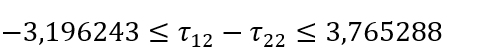 −3,196243 ≤ τ₁₂ − τ₂₂ ≤ 3,765288